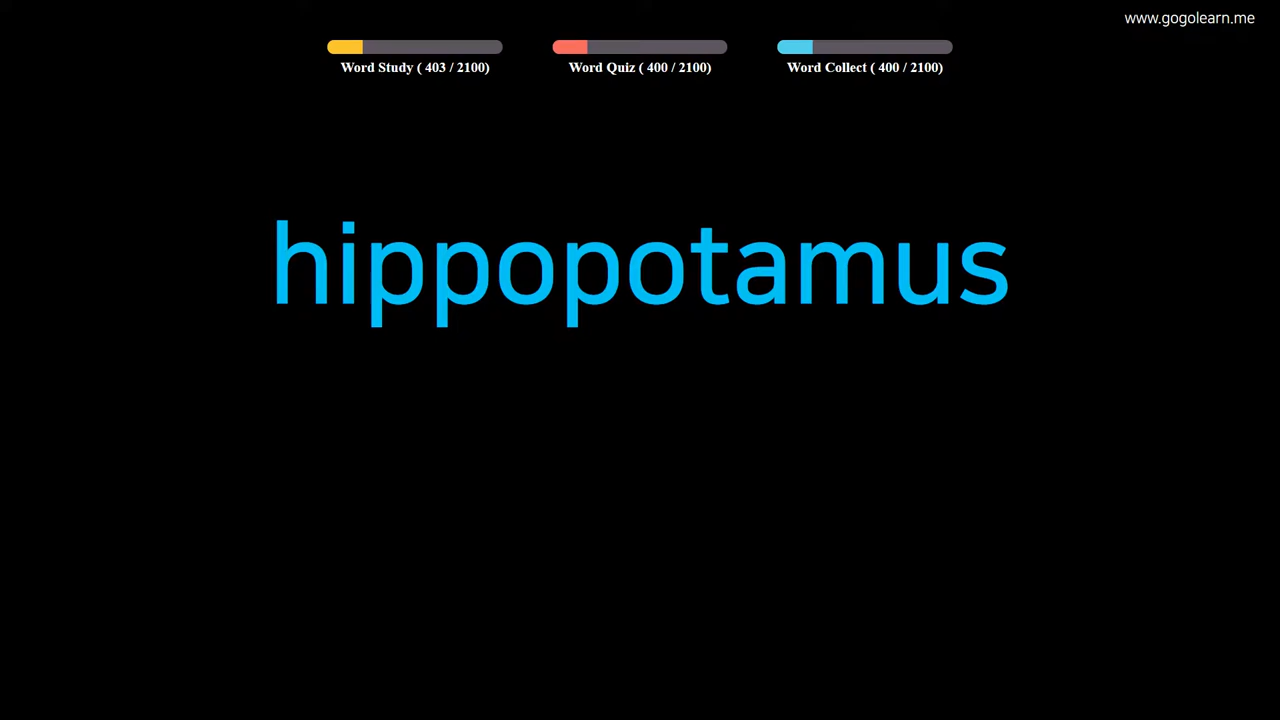 www.gogolearn.me
Word Study ( 403 / 2100)
Word Quiz ( 400 / 2100)
Word Collect ( 400 / 2100)
hippopotamus